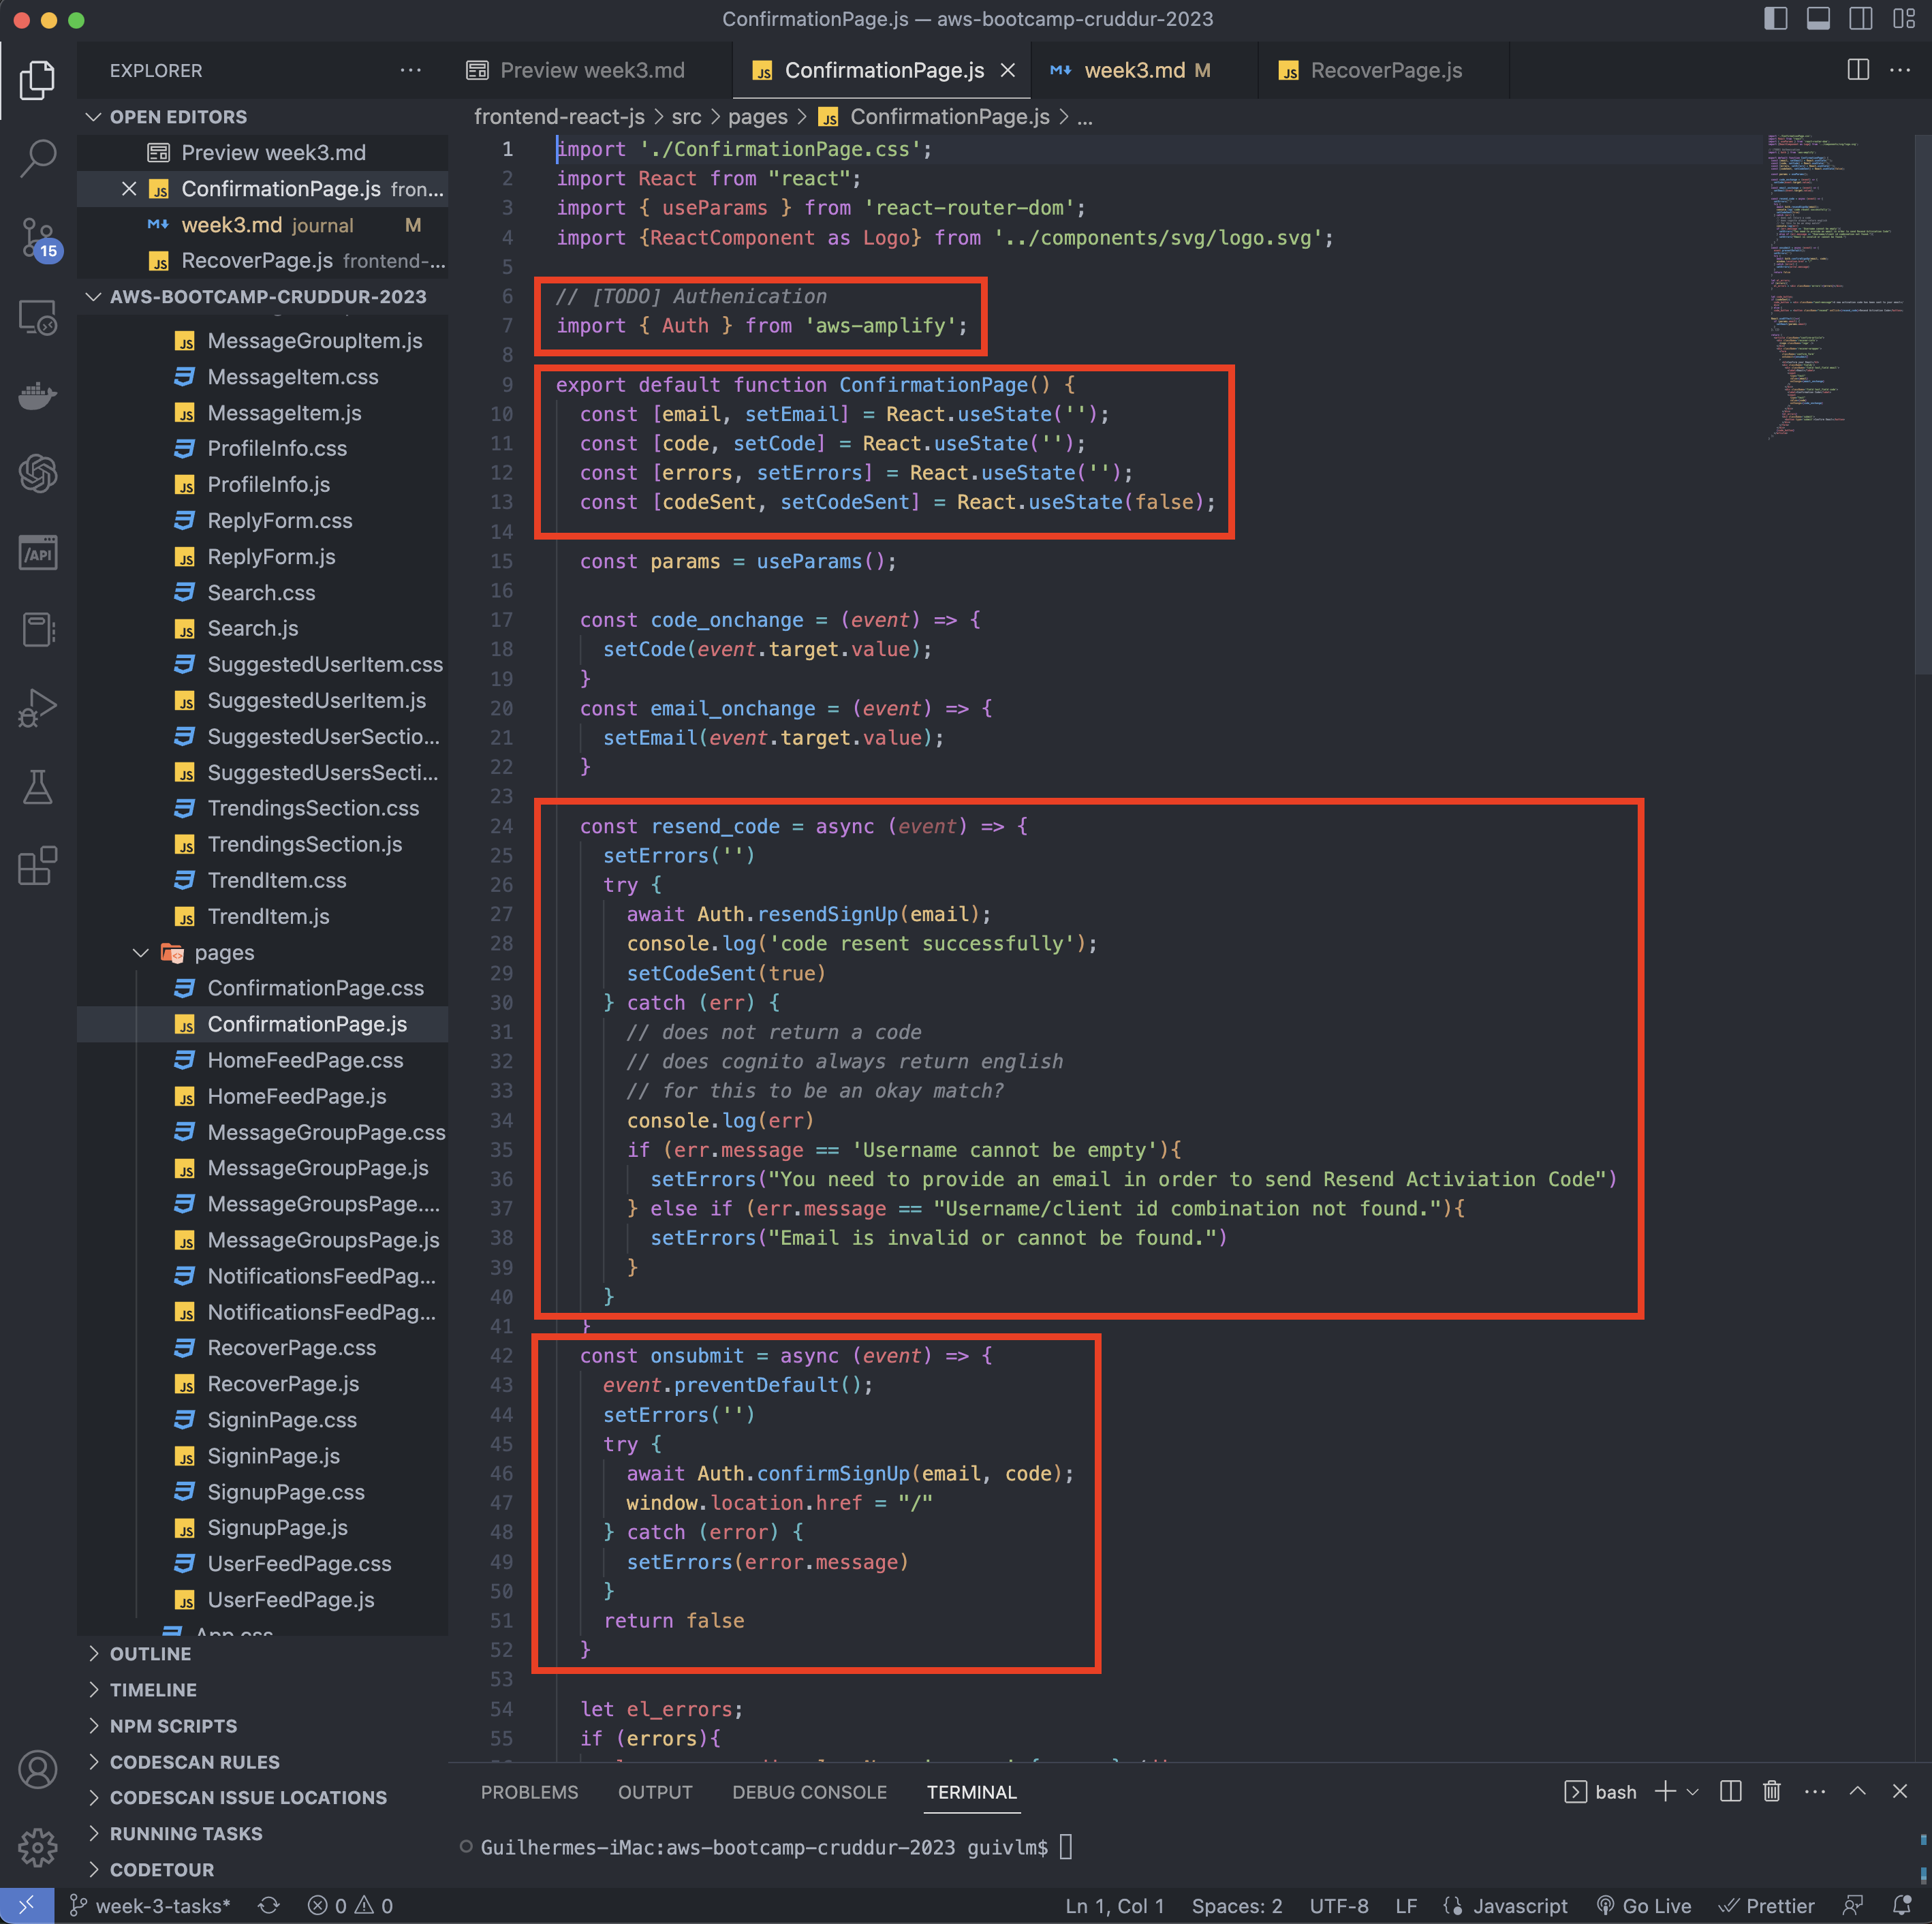 ConfirmationPage.js — aws-bootcamp-cruddur-2023
EXPLORER
Preview week3.md
ConfirmationPage.js
week3.md M
RecoverPage.js
OPEN EDITORS
Preview week3.md
ConfirmationPage.js fron...
week3.md journal M
RecoverPage.js frontend-...
15
AWS-BOOTCAMP-CRUDDUR-2023
MessageGroupItem.js
MessageItem.css
MessageItem.js
ProfileInfo.css
ProfileInfo.js
ReplyForm.css
ReplyForm.js
Search.css
Search.js
SuggestedUserItem.css
SuggestedUserItem.js
SuggestedUserSectio...
SuggestedUsersSecti...
TrendingsSection.css
TrendingsSection.js
TrendItem.css
TrendItem.js
pages
ConfirmationPage.css
ConfirmationPage.js
HomeFeedPage.css
HomeFeedPage.js
MessageGroupPage.css
MessageGroupPage.js
MessageGroupsPage....
MessageGroupsPage.js
NotificationsFeedPag...
NotificationsFeedPag...
RecoverPage.css
RecoverPage.js
SigninPage.css
SigninPage.js
SignupPage.css
SignupPage.js
UserFeedPage.css
UserFeedPage.js
App.css
OUTLINE
TIMELINE
NPM SCRIPTS
CODESCAN RULES
CODESCAN ISSUE LOCATIONS
RUNNING TASKS
CODETOUR
/API
frontend-react-js > src > pages > JS ConfirmationPage.js > ...
1 import './ConfirmationPage.css';
2 import React from "react";
3 import { useParams } from 'react-router-dom';
4 import {ReactComponent as Logo} from '../components/svg/logo.svg';
5
6 // [TODO] Authenication
7 import { Auth } from 'aws-amplify';
8
9 export default function ConfirmationPage() {
10 const [email, setEmail] = React.useState('');
11 const [code, setCode] = React.useState('');
12 const [errors, setErrors] = React.useState('');
13 const [codeSent, setCodeSent] = React.useState(false);
14
15 const params = useParams();
16
17 const code_onchange = (event) => {
18 setCode(event.target.value);
19 }
20 const email_onchange = (event) => {
21 setEmail(event.target.value);
22 }
23
24 const resend_code = async (event) => {
25 setErrors('')
26 try {
27 await Auth.resendSignUp(email);
28 console.log('code resent successfully');
29 setCodeSent(true)
30 } catch (err) {
31 // does not return a code
32 // does cognito always return english
33 // for this to be an okay match?
34 console.log(err)
35 if (err.message == 'Username cannot be empty'){
36 setErrors("You need to provide an email in order to send Resend Activiation Code")
37 } else if (err.message == "Username/client id combination not found."){
38 setErrors("Email is invalid or cannot be found.")
39 }
40 }
41 }
42 const onsubmit = async (event) => {
43 event.preventDefault();
44 setErrors('')
45 try {
46 await Auth.confirmSignUp(email, code);
47 window.location.href = "/"
48 } catch (error) {
49 setErrors(error.message)
50 }
51 return false
52 }
53
54 let el_errors;
55 if (errors){
PROBLEMS OUTPUT DEBUG CONSOLE TERMINAL
bash
Guilhermes-iMac:aws-bootcamp-cruddur-2023 guivlm$
week-3-tasks* 0 0 Ln 1, Col 1 Spaces: 2 UTF-8 LF Javascript Go Live Prettier